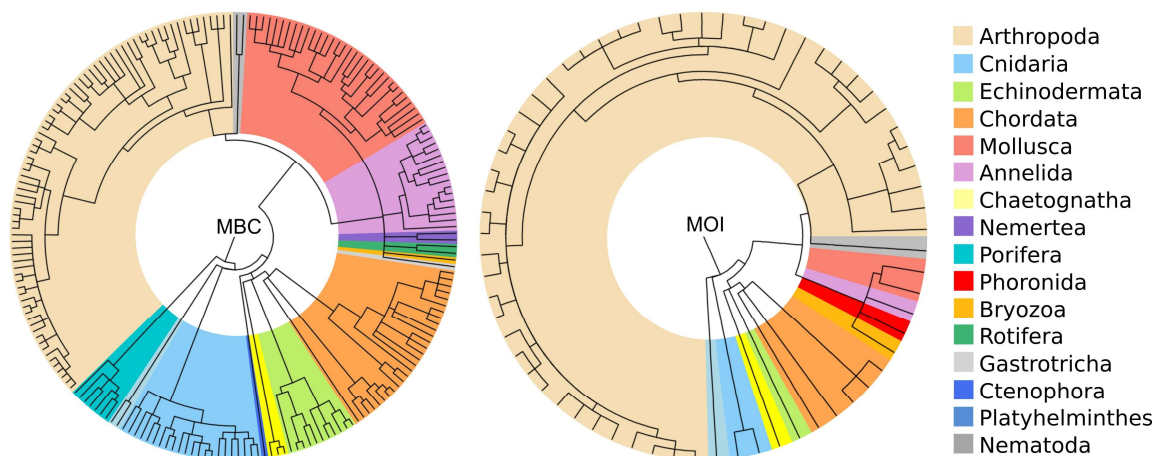 MBC
MOI
Arthropoda
Cnidaria
Echinodermata
Chordata
Mollusca
Annelida
Chaetognatha
Nemertea
Porifera
Phoronida
Bryozoa
Rotifera
Gastrotricha
Ctenophora
Platyhelminthes
Nematoda